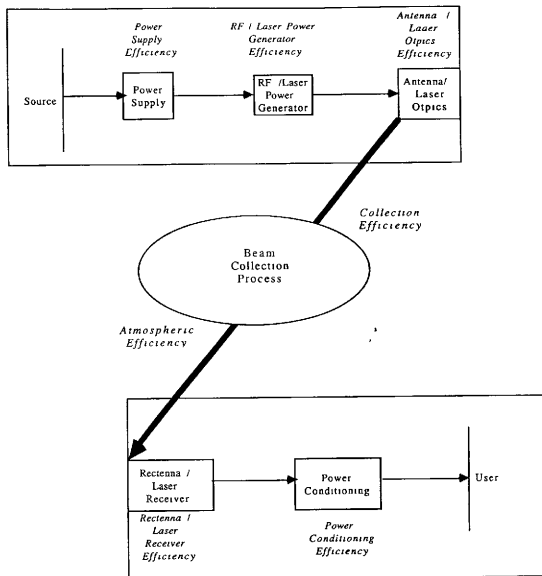 Power
Supply
Efficiency
RF / Laser Power
Generator
Efficiency
Antenna /
Laaer
Otpics
Efficiency
Source
Power
Supply
RF /Laser
Power
Generator
Antenna/
Laser
Otpics
Collection
Efficiency
Beam
Collection
Process
Atmospheric
Efficiency
Rectenna /
Laser
Receiver
Power
Conditioning
User
Rectenna /
Laser
Receiver
Efficiency
Power
Conditioning
Efficiency